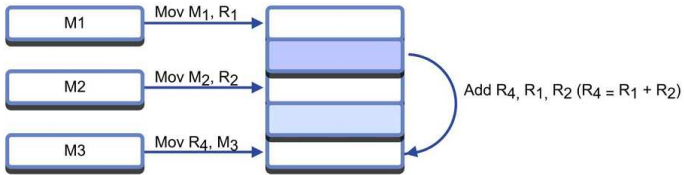 M1
Mov M1, R1
M2
Mov M2, R2
Add R4, R1, R2 (R4 = R1 + R2)
M3
Mov R4, M3